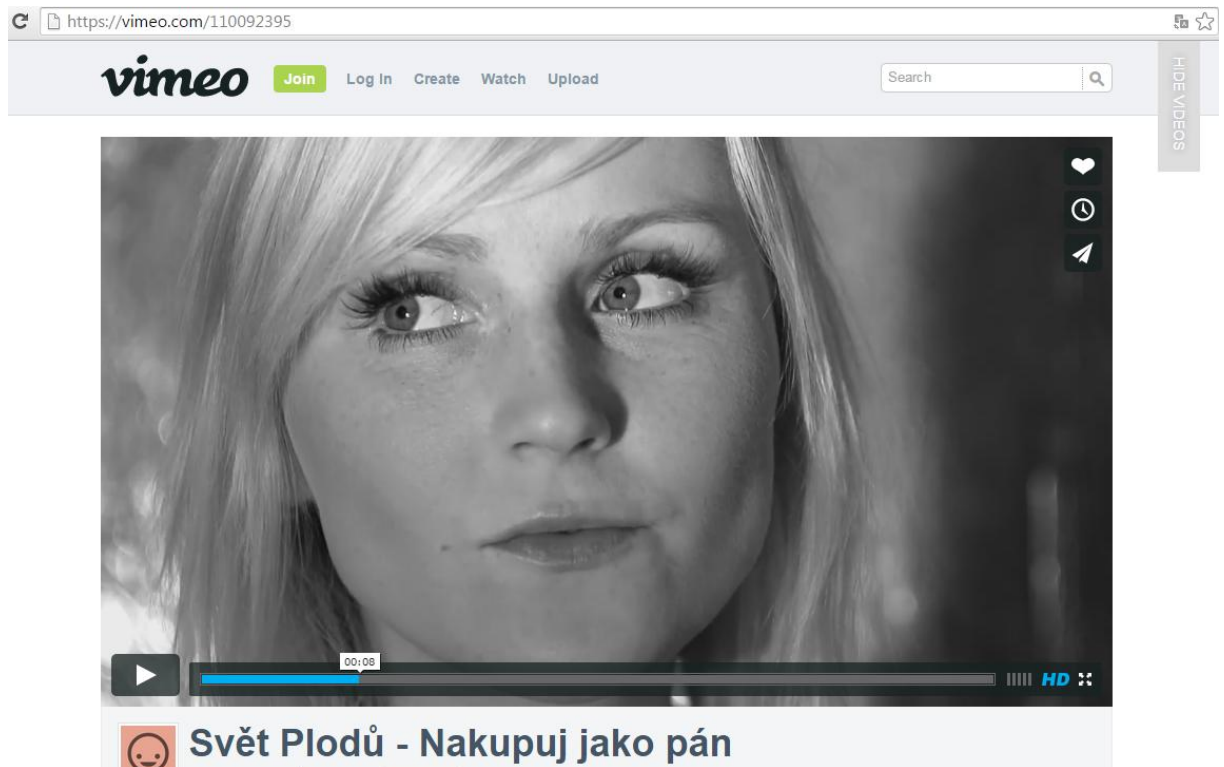 https://vimeo.com/110092395
vimeo Join Log In Create Watch Upload Search
HIDE VIDEOS
00:08
HD
Svět Plodů - Nakupuj jako pán